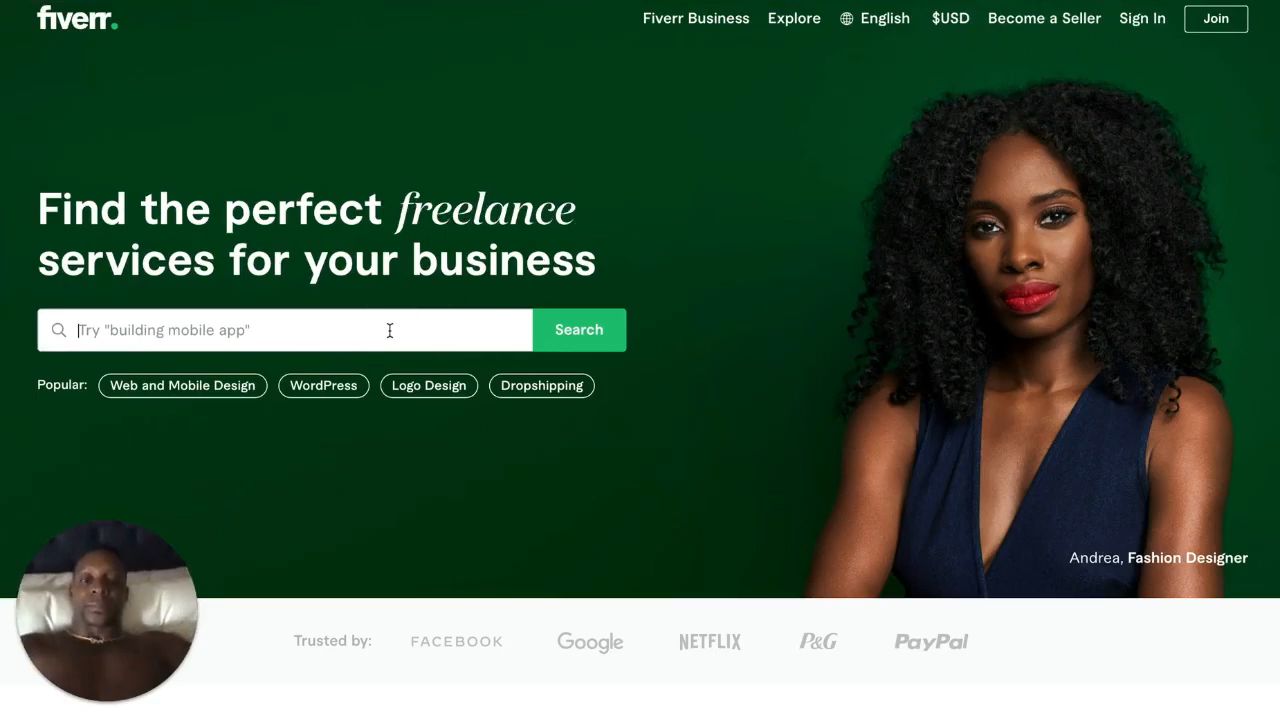 fiverr.
Fiverr Business Explore English $USD Become a Seller Sign In Join
Find the perfect freelance
services for your business
Try "building mobile app" Search
Popular: Web and Mobile Design WordPress Logo Design Dropshipping
Andrea, Fashion Designer
Trusted by: FACEBOOK Google NETFLIX P&G PayPal